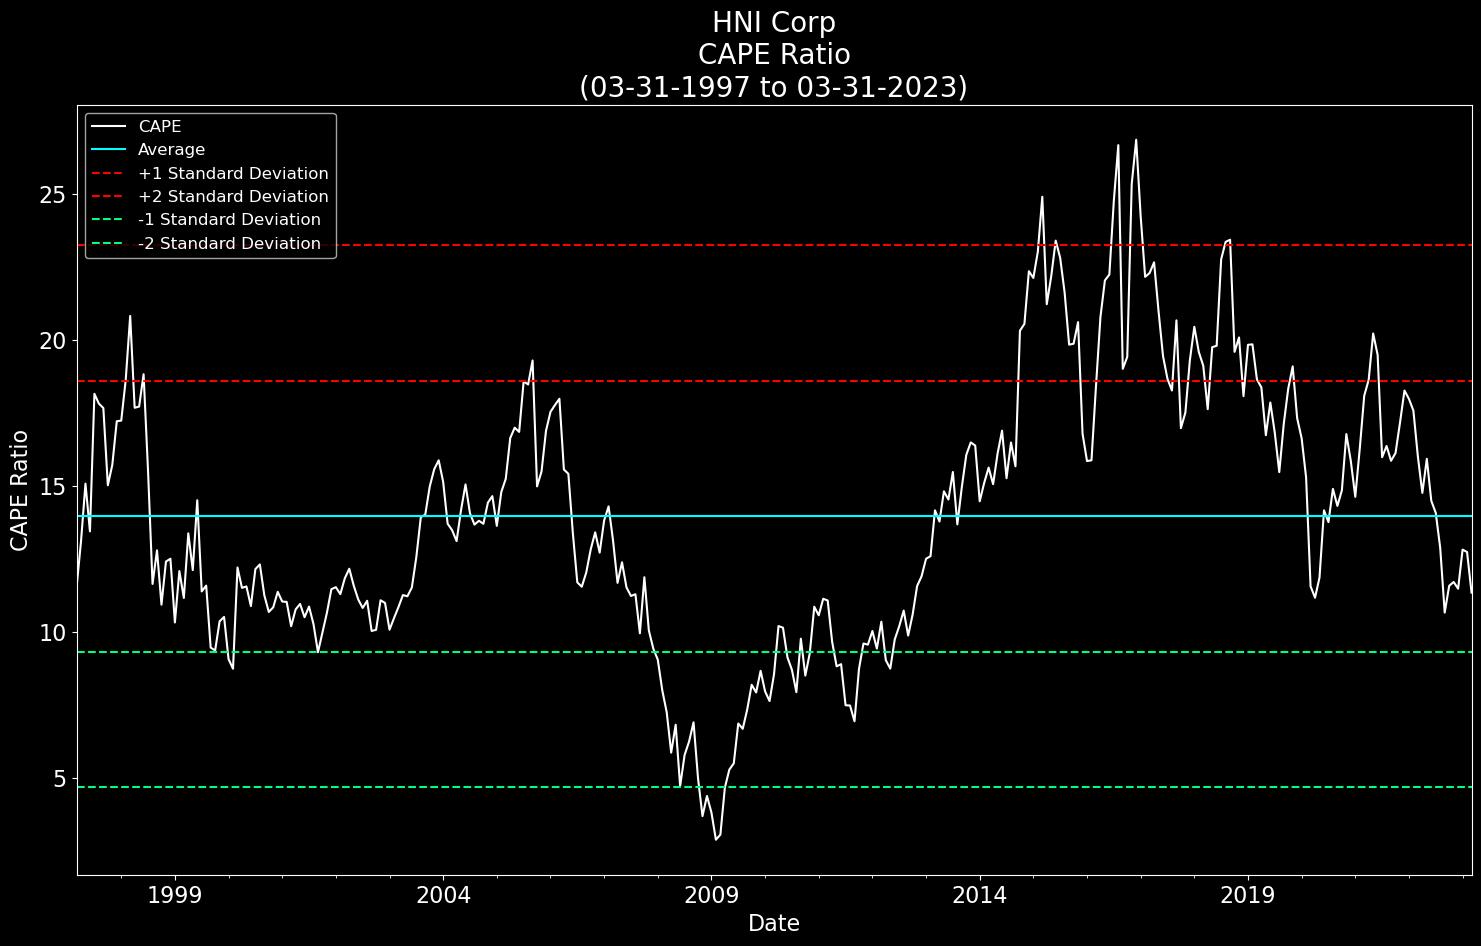 HNI Corp
CAPE Ratio
(03-31-1997 to 03-31-2023)
CAPE
Average
+1 Standard Deviation
+2 Standard Deviation
-1 Standard Deviation
-2 Standard Deviation
25
20
15
10
5
CAPE Ratio
1999
2004
2009
2014
2019
Date